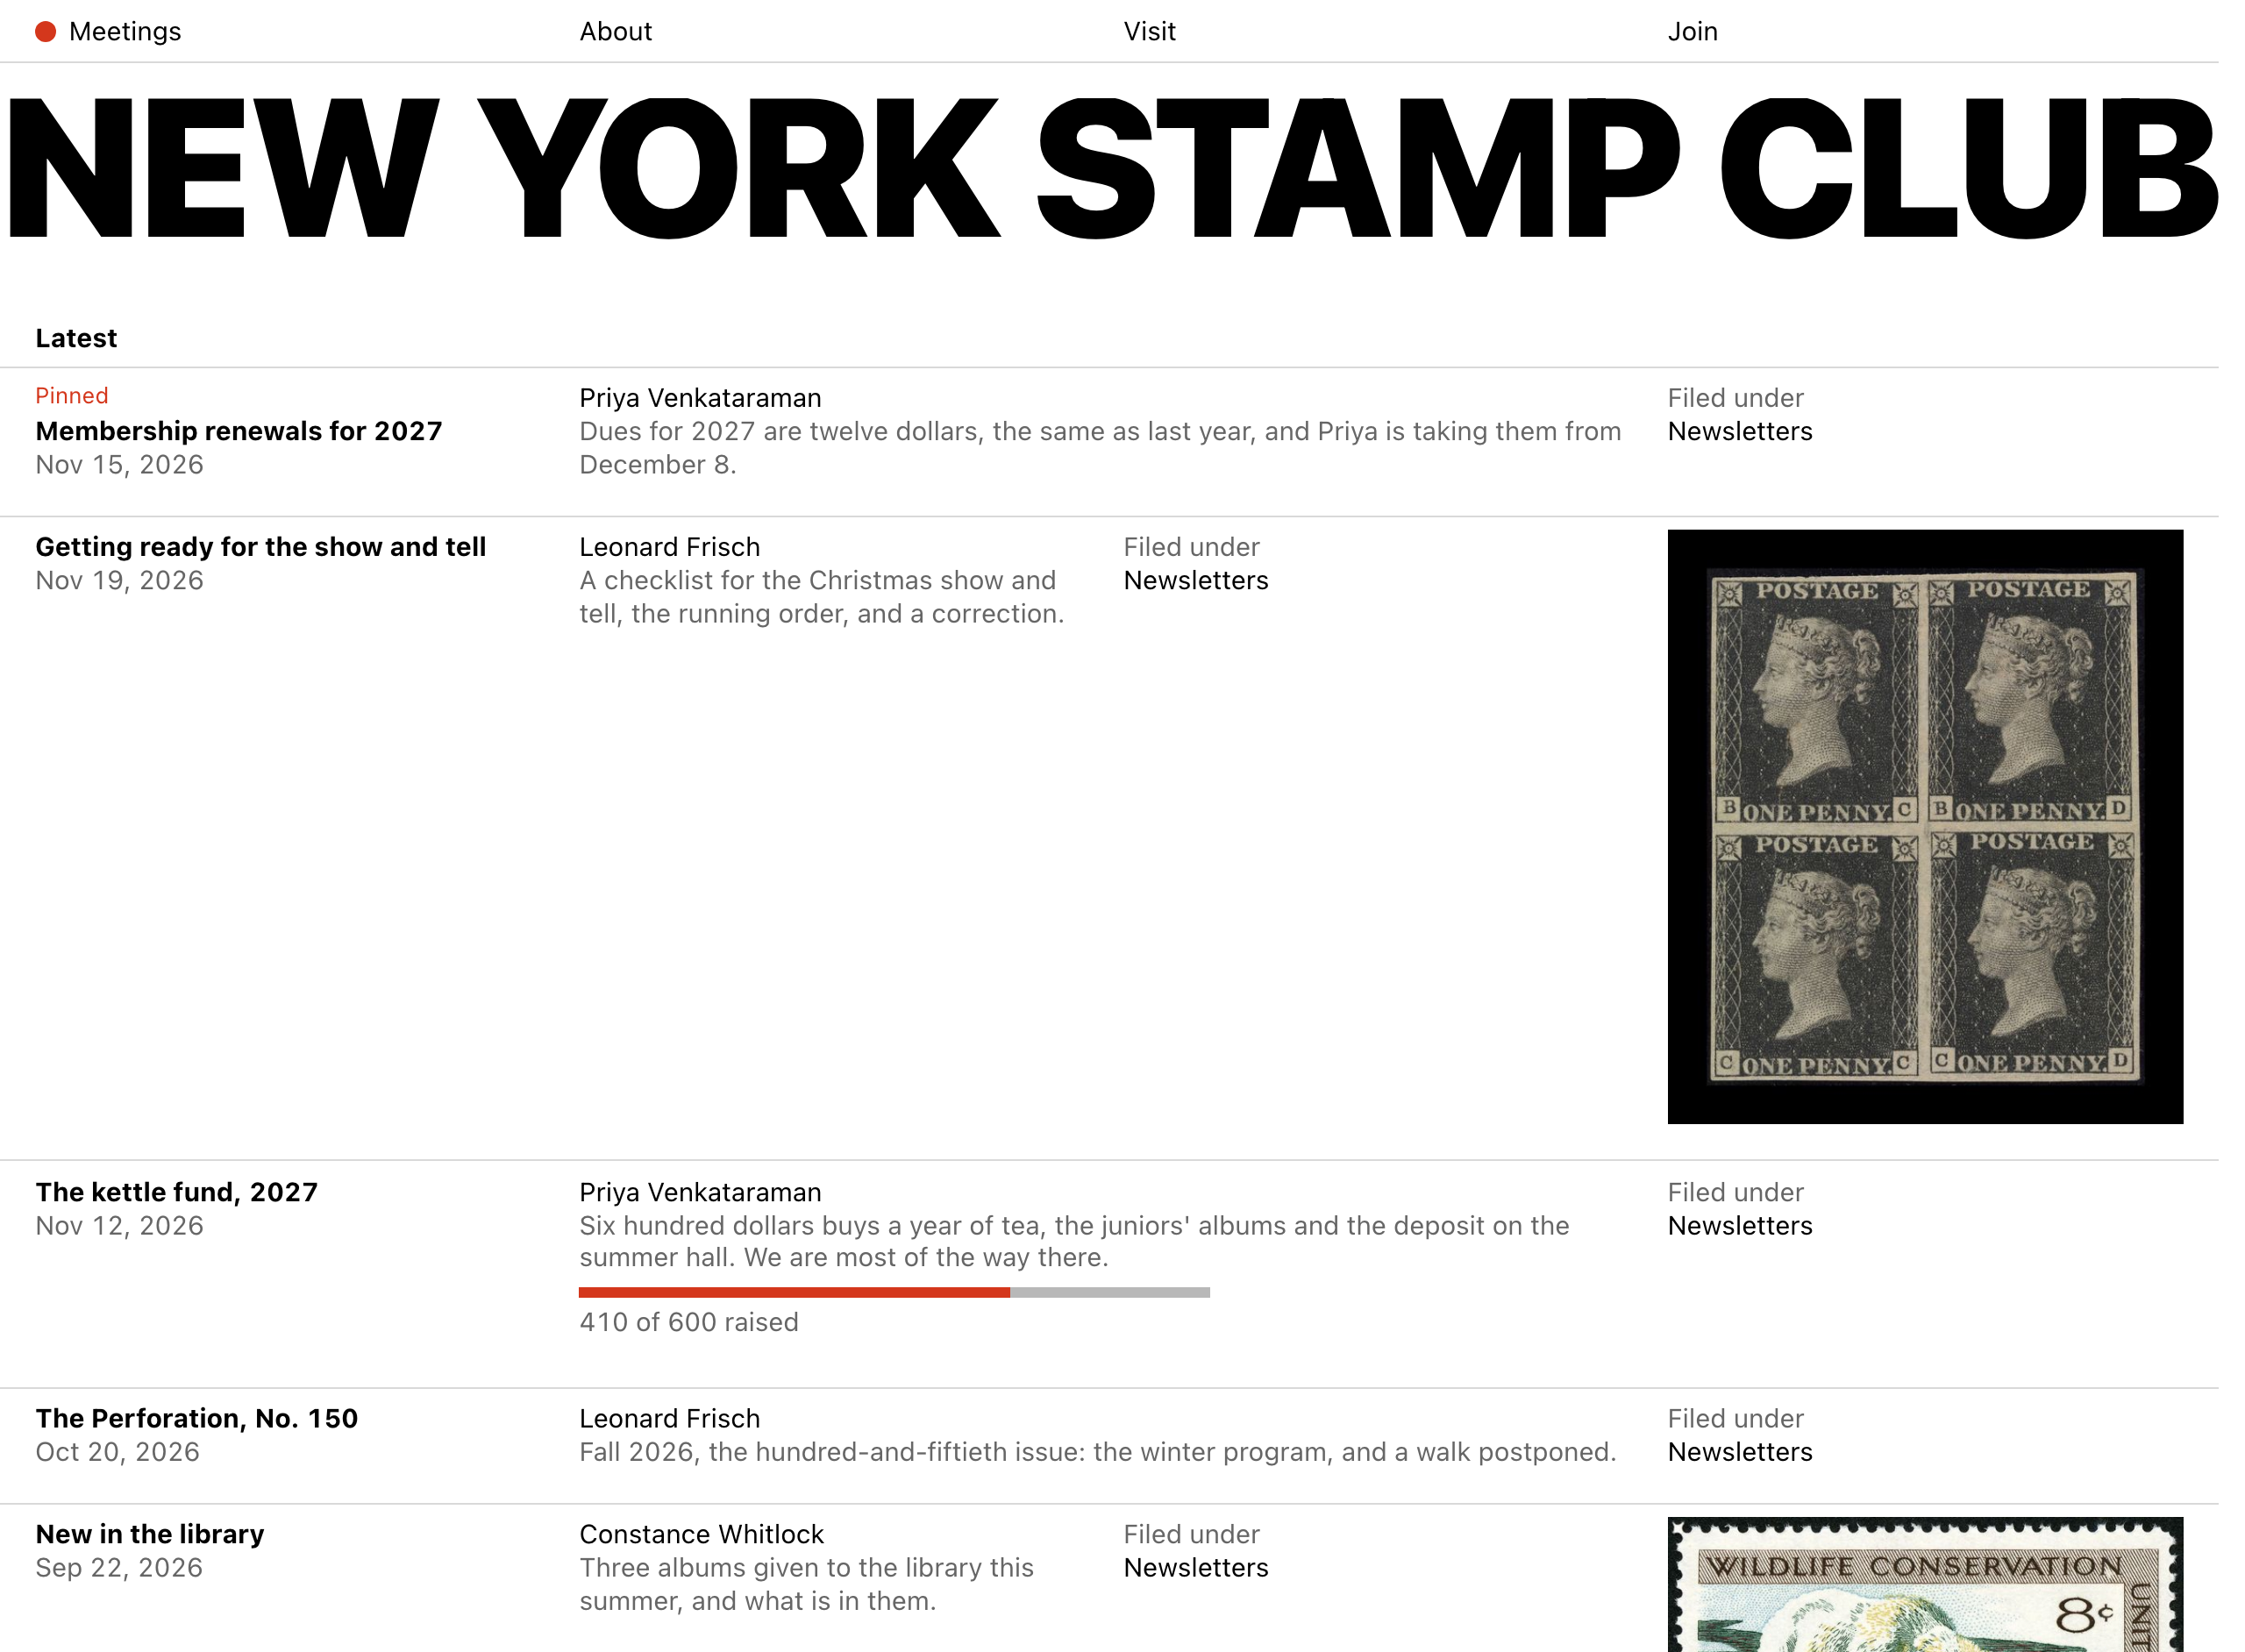 Meetings
About
Visit
Join
NEW YORK STAMP CLUB
Latest
Pinned
Membership renewals for 2027
Nov 15, 2026
Priya Venkataraman
Dues for 2027 are twelve dollars, the same as last year, and Priya is taking them from
December 8.
Filed under
Newsletters
Getting ready for the show and tell
Nov 19, 2026
Leonard Frisch
A checklist for the Christmas show and
tell, the running order, and a correction.
Filed under
Newsletters
POSTAGE
POSTAGE
B ONE PENNY. C
B ONE PENNY. D
POSTAGE
POSTAGE
C ONE PENNY. C
C ONE PENNY. D
The kettle fund, 2027
Nov 12, 2026
Priya Venkataraman
Six hundred dollars buys a year of tea, the juniors' albums and the deposit on the
summer hall. We are most of the way there.
410 of 600 raised
Filed under
Newsletters
The Perforation, No. 150
Oct 20, 2026
Leonard Frisch
Fall 2026, the hundred-and-fiftieth issue: the winter program, and a walk postponed.
Filed under
Newsletters
New in the library
Sep 22, 2026
Constance Whitlock
Three albums given to the library this
summer, and what is in them.
Filed under
Newsletters
WILDLIFE CONSERVATION
8¢